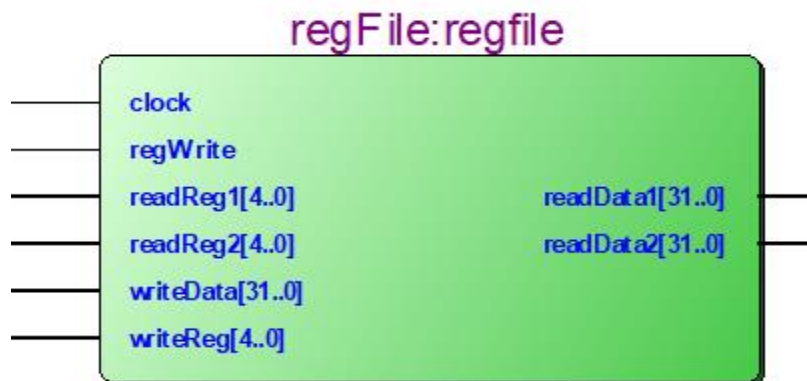 regFile:regfile
clock
regWrite
readReg1[4..0]
readData1[31..0]
readReg2[4..0]
readData2[31..0]
writeData[31..0]
writeReg[4..0]